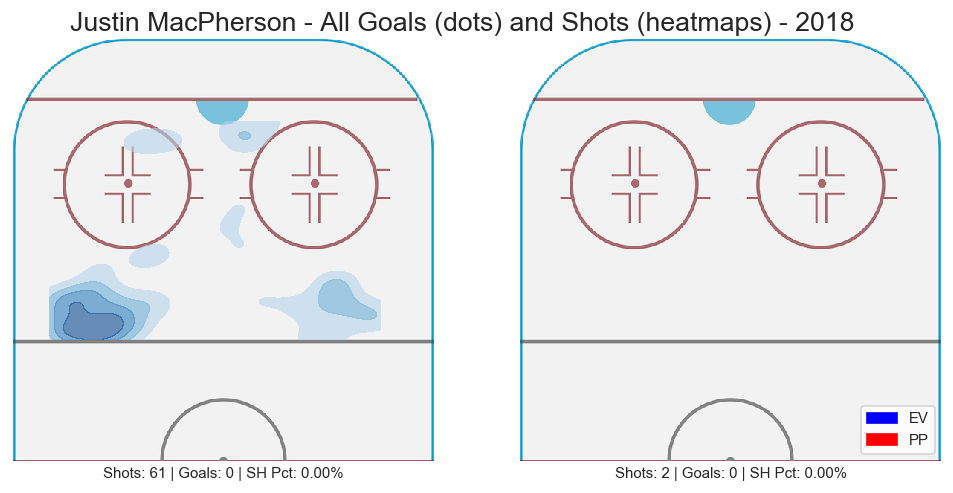 Justin MacPherson - All Goals (dots) and Shots (heatmaps) - 2018
EV
PP
Shots: 61 | Goals: 0 | SH Pct: 0.00%
Shots: 2 | Goals: 0 | SH Pct: 0.00%